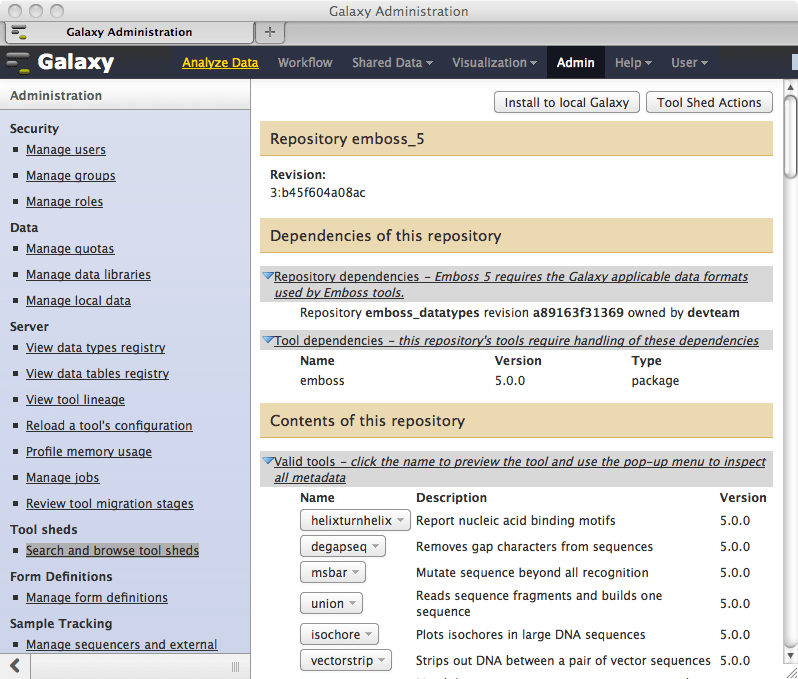 Galaxy Administration
Galaxy Administration
Galaxy Analyze Data Workflow Shared Data Visualization Admin Help User
Administration
Security
Manage users
Manage groups
Manage roles
Data
Manage quotas
Manage data libraries
Manage local data
Server
View data types registry
View data tables registry
View tool lineage
Reload a tool's configuration
Profile memory usage
Manage jobs
Review tool migration stages
Tool sheds
Search and browse tool sheds
Form Definitions
Manage form definitions
Sample Tracking
Manage sequencers and external
Install to local Galaxy Tool Shed Actions
Repository emboss_5
Revision:
3:b45f604a08ac
Dependencies of this repository
Repository dependencies – Emboss 5 requires the Galaxy applicable data formats
used by Emboss tools.
Repository emboss_datatypes revision a89163f31369 owned by devteam
Tool dependencies – this repository's tools require handling of these dependencies
Name Version Type
emboss 5.0.0 package
Contents of this repository
Valid tools – click the name to preview the tool and use the pop-up menu to inspect
all metadata
Name Description Version
helixturnhelix Report nucleic acid binding motifs 5.0.0
degapseq Removes gap characters from sequences 5.0.0
msbar Mutate sequence beyond all recognition 5.0.0
union Reads sequence fragments and builds one
sequence 5.0.0
isochore Plots isochores in large DNA sequences 5.0.0
vectorstrip Strips out DNA between a pair of vector sequences 5.0.0